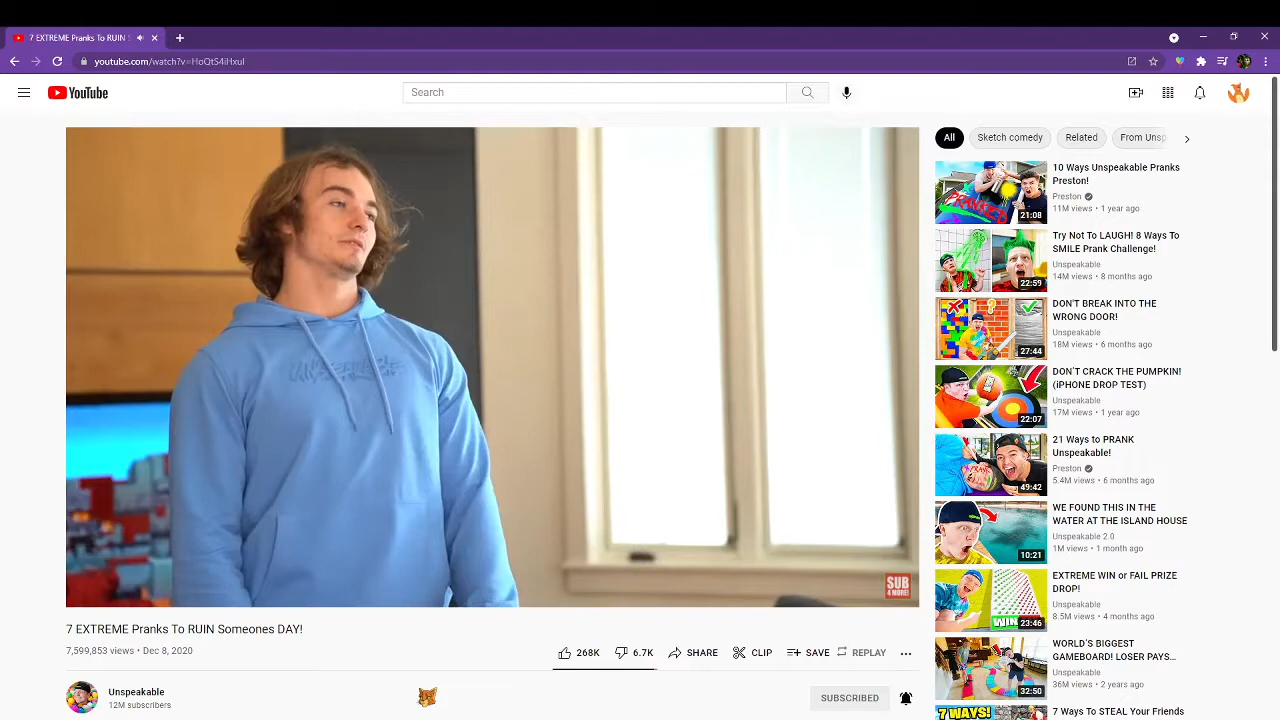 7 EXTREME Pranks To RUIN S
youtube.com/watch?v=HoQtS4iHxuI
YouTube
Search
SUB
4 MORE!
7 EXTREME Pranks To RUIN Someones DAY!
7,599,853 views • Dec 8, 2020
268K
6.7K
SHARE
CLIP
SAVE
REPLAY
Unspeakable
12M subscribers
SUBSCRIBED
All
Sketch comedy
Related
From Unsp
PRANKED
21:08
10 Ways Unspeakable Pranks
Preston!
Preston
11M views • 1 year ago
22:59
Try Not To LAUGH! 8 Ways To
SMILE Prank Challenge!
Unspeakable
14M views • 8 months ago
27:44
DON'T BREAK INTO THE
WRONG DOOR!
Unspeakable
18M views • 6 months ago
22:07
DON'T CRACK THE PUMPKIN!
(iPHONE DROP TEST)
Unspeakable
17M views • 1 year ago
49:42
21 Ways to PRANK
Unspeakable!
Preston
5.4M views • 6 months ago
10:21
WE FOUND THIS IN THE
WATER AT THE ISLAND HOUSE
Unspeakable 2.0
1M views • 1 month ago
WIN
23:46
EXTREME WIN or FAIL PRIZE
DROP!
Unspeakable
8.5M views • 4 months ago
32:50
WORLD'S BIGGEST
GAMEBOARD! LOSER PAYS...
Unspeakable
36M views • 2 years ago
7 WAYS!
7 Ways To STEAL Your Friends